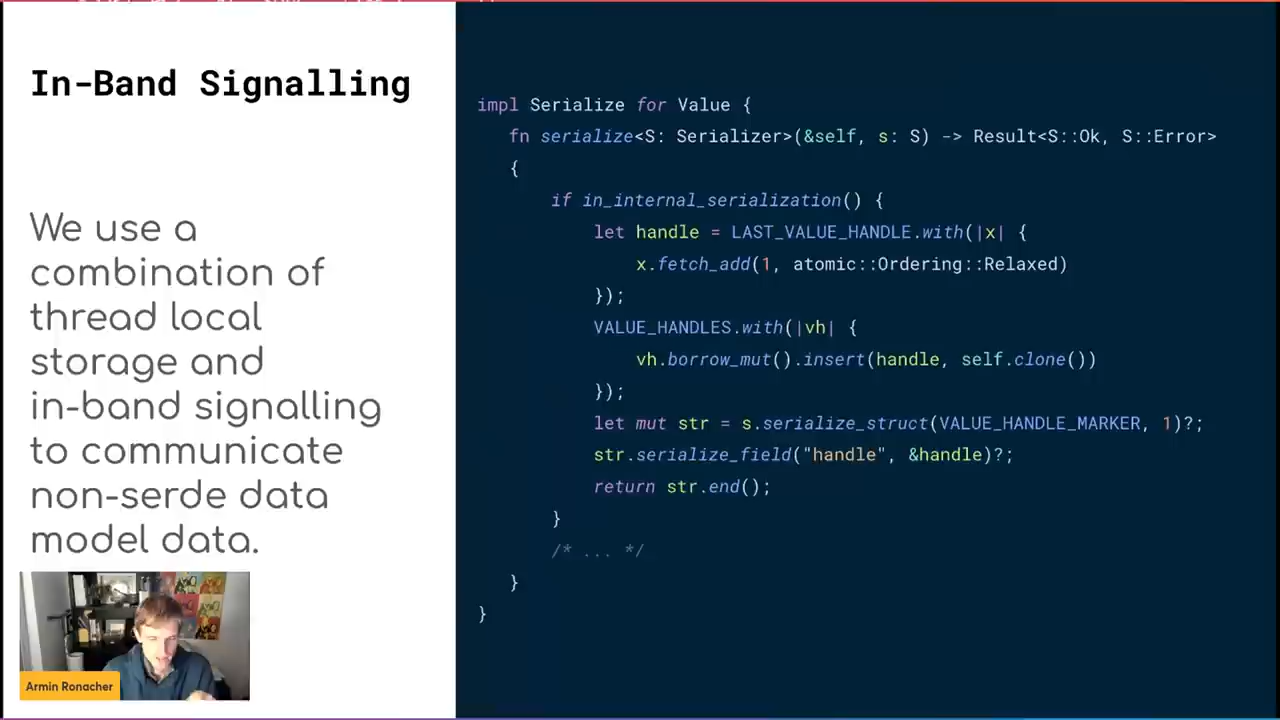 In-Band Signalling
We use a
combination of
thread local
storage and
in-band signalling
to communicate
non-serde data
model data.
Armin Ronacher
impl Serialize for Value {
fn serialize<S: Serializer>(&self, s: S) -> Result<S::Ok, S::Error>
{
if in_internal_serialization() {
let handle = LAST_VALUE_HANDLE.with(|x| {
x.fetch_add(1, atomic::Ordering::Relaxed)
});
VALUE_HANDLES.with(|vh| {
vh.borrow_mut().insert(handle, self.clone())
});
let mut str = s.serialize_struct(VALUE_HANDLE_MARKER, 1)?;
str.serialize_field("handle", &handle)?;
return str.end();
}
/* ... */
}
}